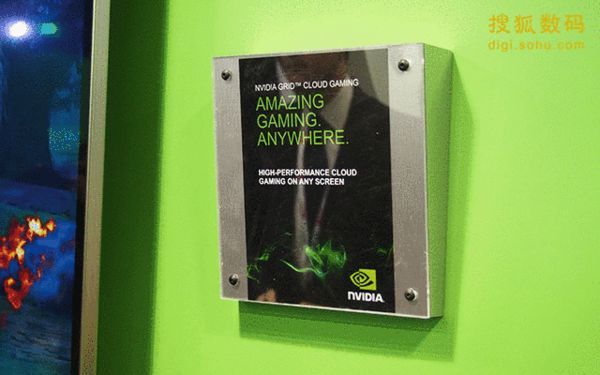 搜狐数码
digi.sohu.com
NVIDIA GRID™ CLOUD GAMING
AMAZING
GAMING.
ANYWHERE.
HIGH-PERFORMANCE CLOUD
GAMING ON ANY SCREEN
NVIDIA